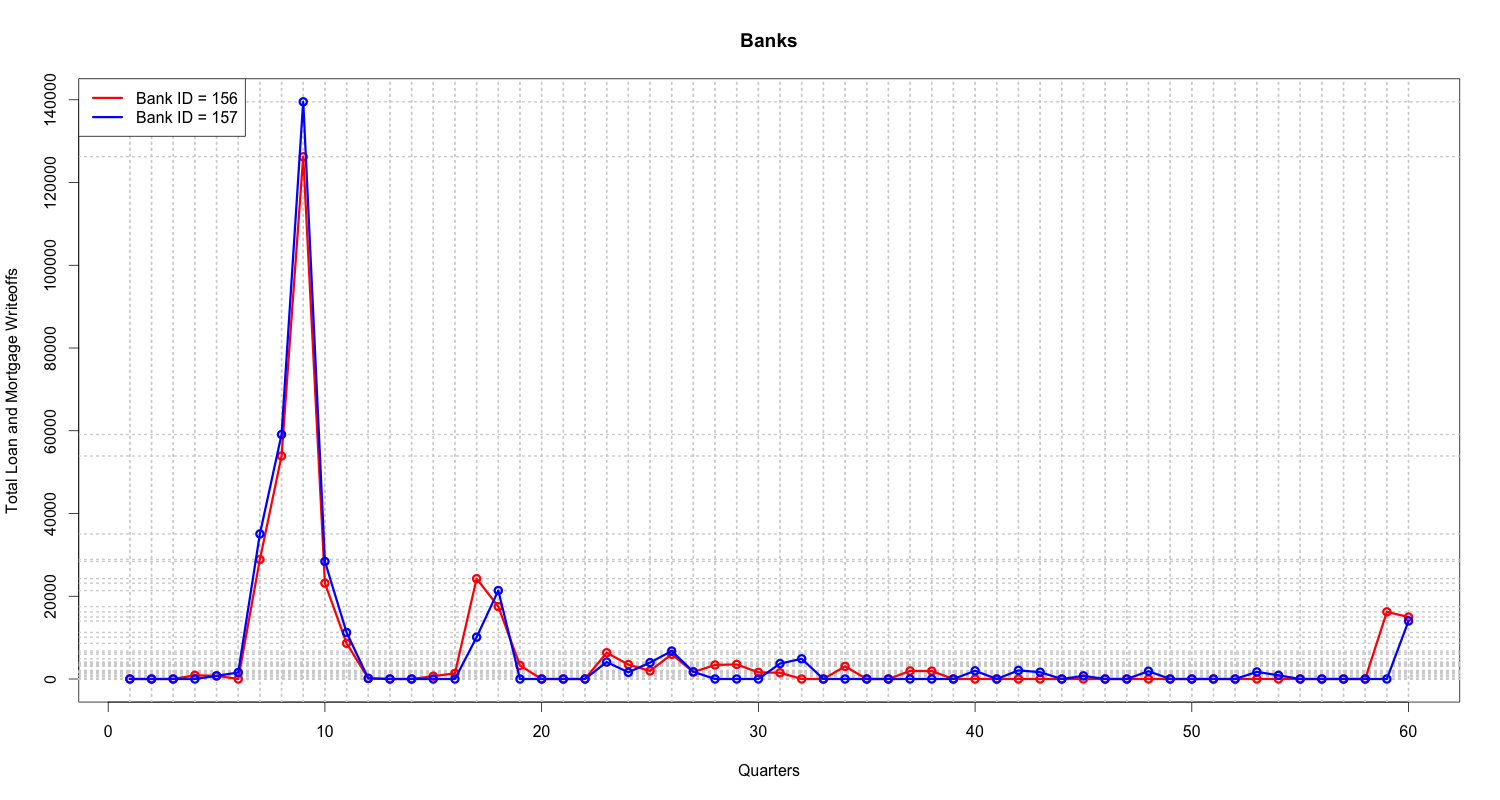 Banks
Bank ID = 156
Bank ID = 157
Total Loan and Mortgage Writeoffs
140000
120000
100000
80000
60000
40000
20000
0
0 10 20 30 40 50 60
Quarters